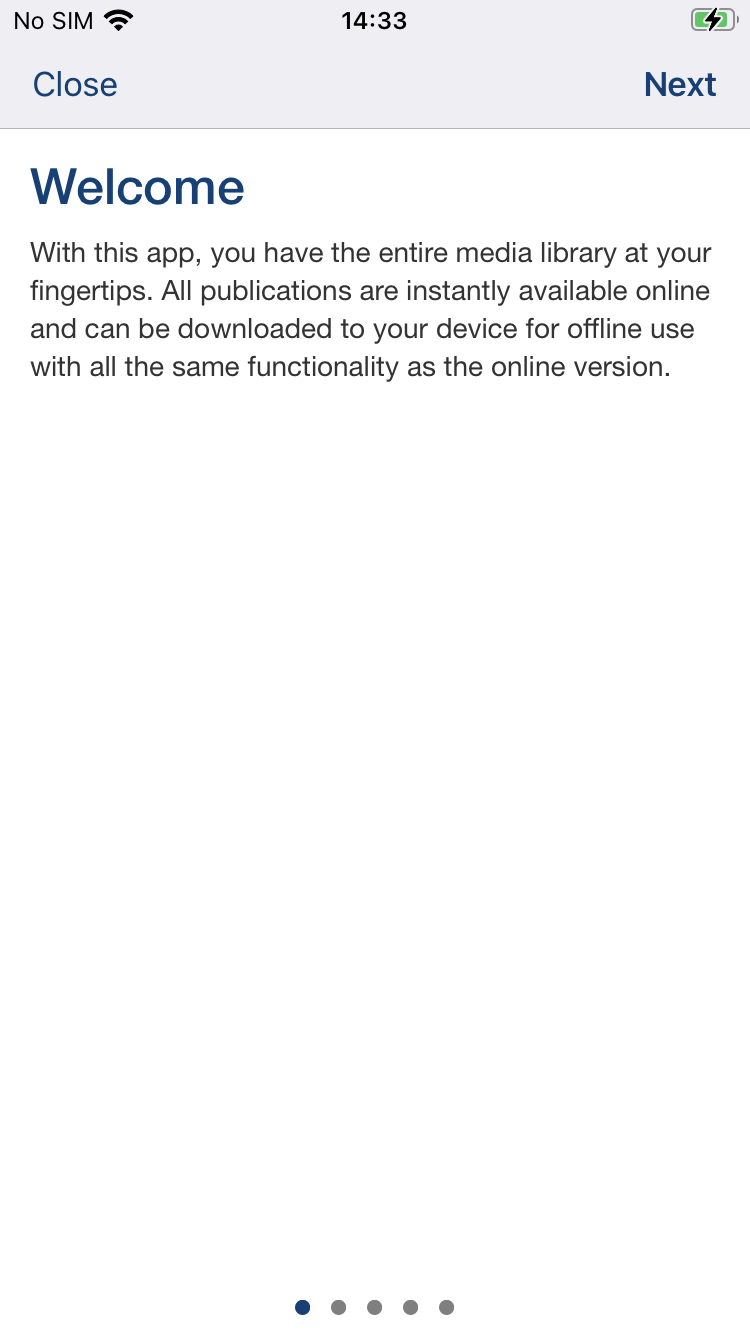 No SIM 14:33
Close Next
Welcome
With this app, you have the entire media library at your
fingertips. All publications are instantly available online
and can be downloaded to your device for offline use
with all the same functionality as the online version.